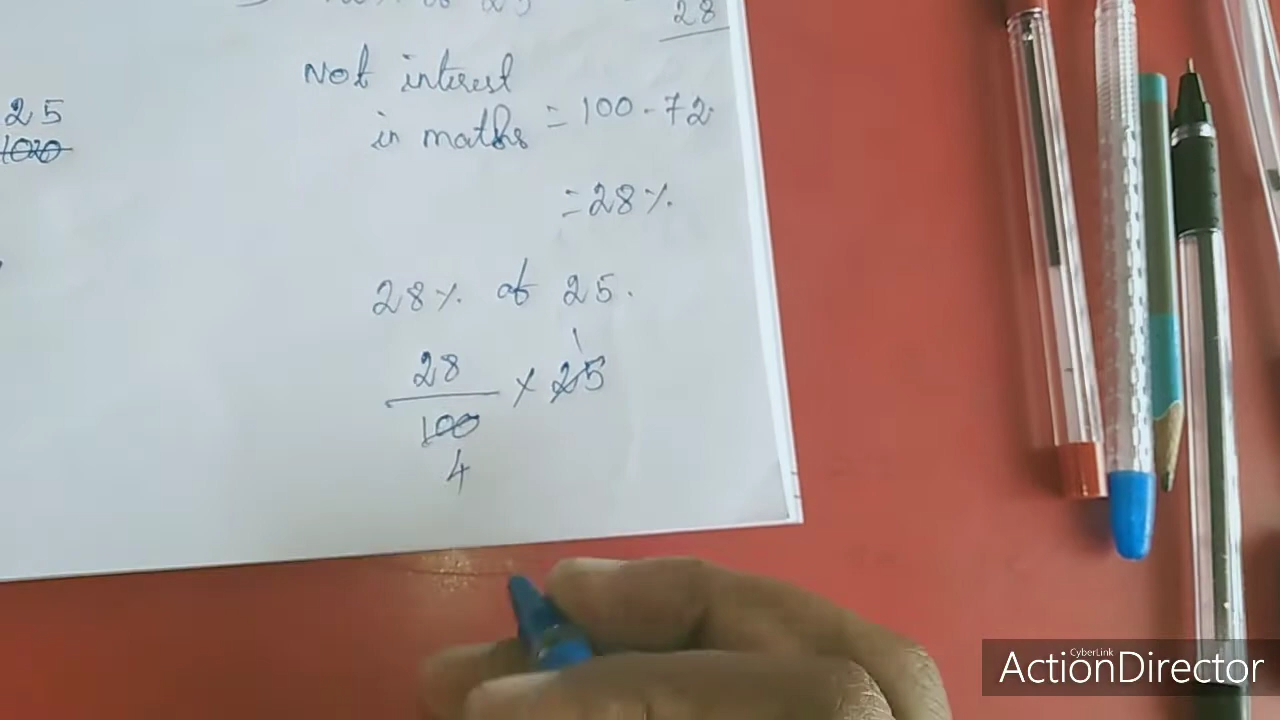 28
Not interest
in maths = 100 - 72
= 28%
25
1020
28% of 25.
1
28/100 × 25
4
CyberLink
ActionDirector